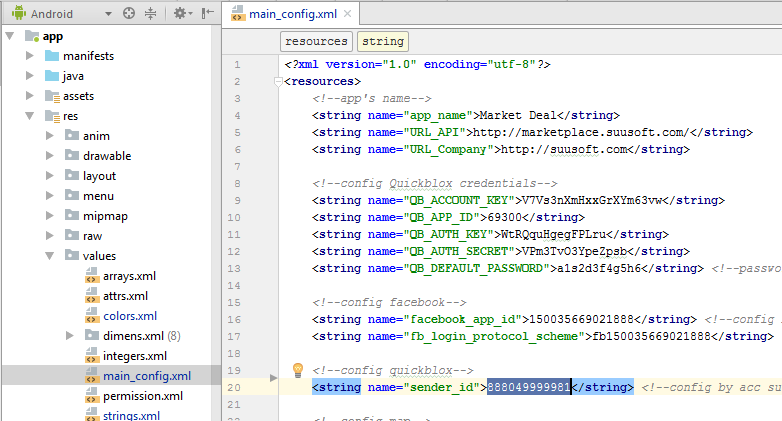 Android
main_config.xml
app
manifests
java
assets
res
anim
drawable
layout
menu
mipmap
raw
values
arrays.xml
attrs.xml
colors.xml
dimens.xml (8)
integers.xml
main_config.xml
permission.xml
strings.xml
resources
string
1 <?xml version="1.0" encoding="utf-8"?>
2 <resources>
3 <!--app's name-->
4 <string name="app_name">Market Deal</string>
5 <string name="URL_API">http://marketplace.suusoft.com/</string>
6 <string name="URL_Company">http://suusoft.com</string>
7
8 <!--config Quickblox credentials-->
9 <string name="QB_ACCOUNT_KEY">V7Vs3nXmHxxGrXYm63vw</string>
10 <string name="QB_APP_ID">69300</string>
11 <string name="QB_AUTH_KEY">WtRQquHgegFPLru</string>
12 <string name="QB_AUTH_SECRET">VPm3TvO3YpeZpsb</string>
13 <string name="QB_DEFAULT_PASSWORD">a1s2d3f4g5h6</string> <!--passwo
14
15 <!--config facebook-->
16 <string name="facebook_app_id">150035669021888</string> <!--config
17 <string name="fb_login_protocol_scheme">fb150035669021888</string>
18
19 <!--config quickblox-->
20 <string name="sender_id">888049999981</string> <!--config by acc su
21
22 <!--config map-->